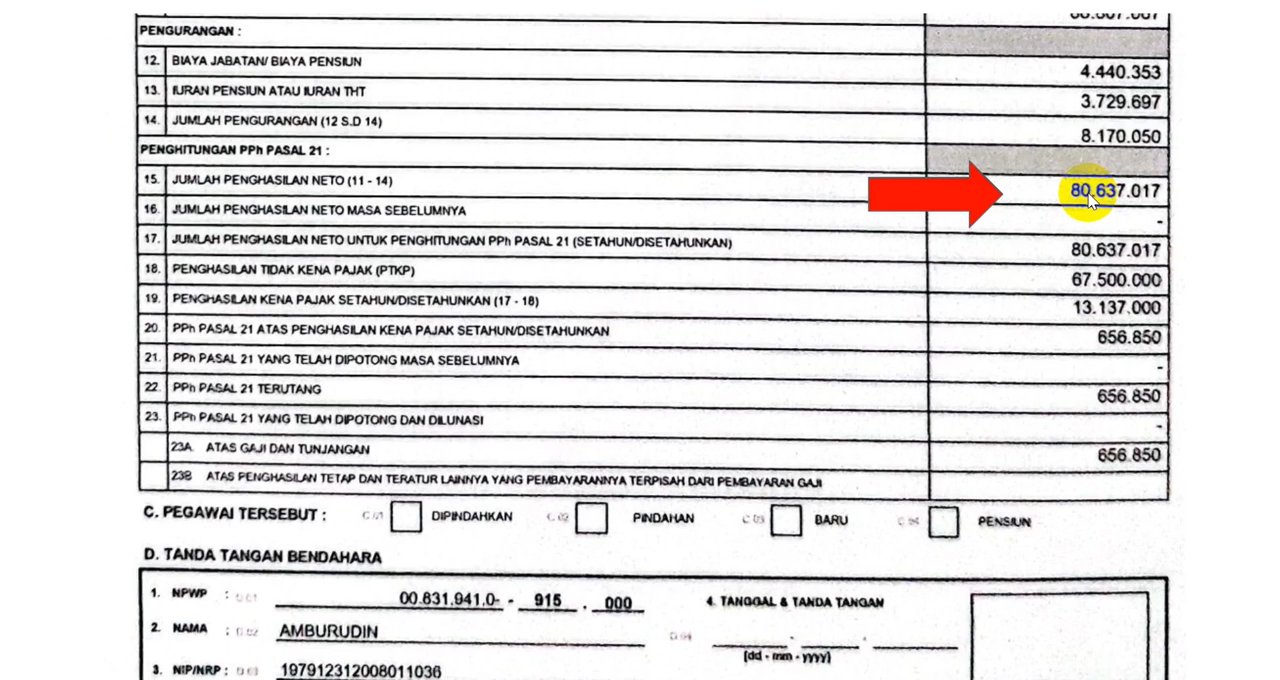 PENGURANGAN :
12. BIAYA JABATAN/ BIAYA PENSIUN 4.440.353
13. IURAN PENSIUN ATAU IURAN THT 3.729.697
14. JUMLAH PENGURANGAN (12 S.D 14) 8.170.050
PENGHITUNGAN PPh PASAL 21 :
15. JUMLAH PENGHASILAN NETO (11 - 14) 80.637.017
16. JUMLAH PENGHASILAN NETO MASA SEBELUMNYA -
17. JUMLAH PENGHASILAN NETO UNTUK PENGHITUNGAN PPh PASAL 21 (SETAHUN/DISETAHUNKAN) 80.637.017
18. PENGHASILAN TIDAK KENA PAJAK (PTKP) 67.500.000
19. PENGHASILAN KENA PAJAK SETAHUN/DISETAHUNKAN (17 - 18) 13.137.000
20. PPh PASAL 21 ATAS PENGHASILAN KENA PAJAK SETAHUN/DISETAHUNKAN 656.850
21. PPh PASAL 21 YANG TELAH DIPOTONG MASA SEBELUMNYA -
22. PPh PASAL 21 TERUTANG 656.850
23. PPh PASAL 21 YANG TELAH DIPOTONG DAN DILUNASI -
23A. ATAS GAJI DAN TUNJANGAN 656.850
23B ATAS PENGHASILAN TETAP DAN TERATUR LAINNYA YANG PEMBAYARANNYA TERPISAH DARI PEMBAYARAN GAJI
C. PEGAWAI TERSEBUT : C.01 DIPINDAHKAN C.02 PINDAHAN C.03 BARU C.04 PENSIUN
D. TANDA TANGAN BENDAHARA
1. NPWP : D.01 00.831.941.0- - 915 . 000 4. TANGGAL & TANDA TANGAN
2. NAMA : D.02 AMBURUDIN D.04 - -
(dd - mm - yyyy)
3. NIP/NRP : D.03 197912312008011036